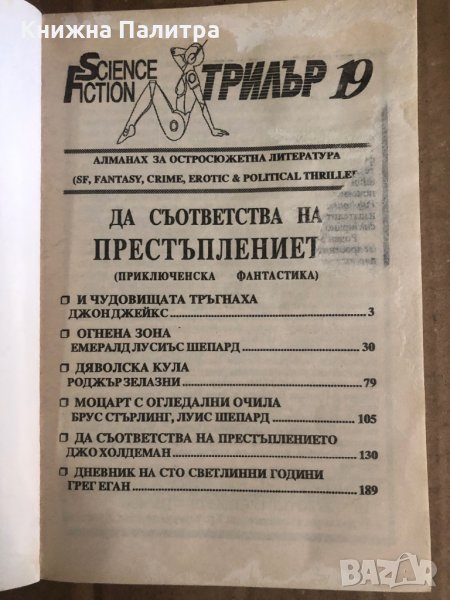 Книжна Палитра
SCIENCE
FICTION
ТРИЛЪР 19
АЛМАНАХ ЗА ОСТРОСЮЖЕТНА ЛИТЕРАТУРА
(SF, FANTASY, CRIME, EROTIC & POLITICAL THRILLE
ДА СЪОТВЕТСТВА НА
ПРЕСТЪПЛЕНИЕТ
(ПРИКЛЮЧЕНСКА ФАНТАСТИКА)
И ЧУДОВИЩАТА ТРЪГНАХА
ДЖОН ДЖЕЙКС 3
ОГНЕНА ЗОНА
ЕМЕРАЛД ЛУСИЪС ШЕПАРД 30
ДЯВОЛСКА КУЛА
РОДЖЪР ЗЕЛАЗНИ 79
МОЦАРТ С ОГЛЕДАЛНИ ОЧИЛА
БРУС СТЪРЛИНГ, ЛУИС ШЕПАРД 105
ДА СЪОТВЕТСТВА НА ПРЕСТЪПЛЕНИЕТО
ДЖО ХОЛДЕМАН 130
ДНЕВНИК НА СТО СВЕТЛИННИ ГОДИНИ
ГРЕГ ЕГАН 189
BAZAR